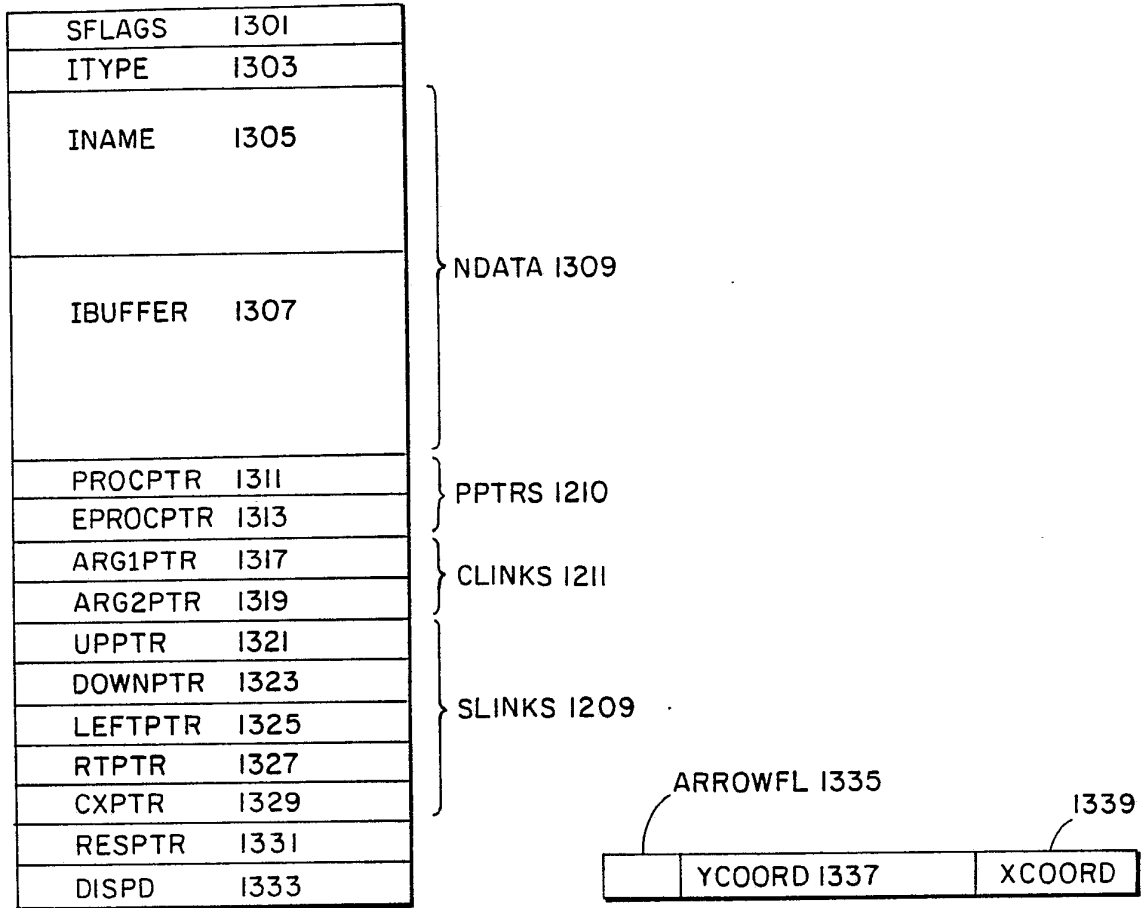 SFLAGS 1301
ITYPE 1303
INAME 1305
IBUFFER 1307
NDATA 1309
PROCPTR 1311
EPROCPTR 1313
PPTRS 1210
ARG1PTR 1317
ARG2PTR 1319
CLINKS 1211
UPPTR 1321
DOWNPTR 1323
LEFTPTR 1325
RTPTR 1327
CXPTR 1329
SLINKS 1209
RESPTR 1331
DISPD 1333
ARROWFL 1335
1339
YCOORD 1337
XCOORD